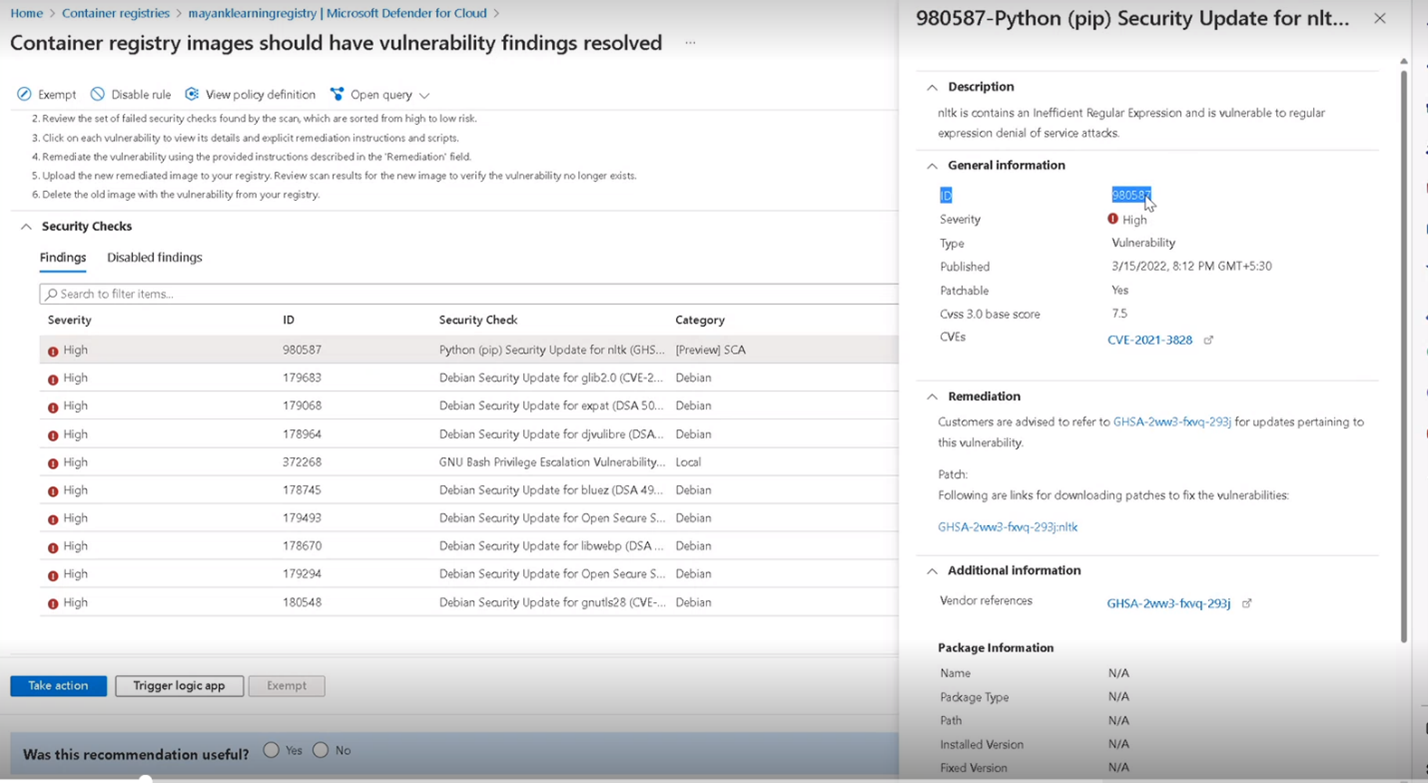 Home > Container registries > mayanklearningregistry | Microsoft Defender for Cloud >
Container registry images should have vulnerability findings resolved ...
Exempt Disable rule View policy definition Open query
2. Review the set of failed security checks found by the scan, which are sorted from high to low risk.
3. Click on each vulnerability to view its details and explicit remediation instructions and scripts.
4. Remediate the vulnerability using the provided instructions described in the 'Remediation' field.
5. Upload the new remediated image to your registry. Review scan results for the new image to verify the vulnerability no longer exists.
6. Delete the old image with the vulnerability from your registry.
Security Checks
Findings Disabled findings
Search to filter items...
Severity ID Security Check Category
High 980587 Python (pip) Security Update for nltk (GHS... [Preview] SCA
High 179683 Debian Security Update for glib2.0 (CVE-2... Debian
High 179068 Debian Security Update for expat (DSA 50... Debian
High 178964 Debian Security Update for djvulibre (DSA... Debian
High 372268 GNU Bash Privilege Escalation Vulnerability... Local
High 178745 Debian Security Update for bluez (DSA 49... Debian
High 179493 Debian Security Update for Open Secure S... Debian
High 178670 Debian Security Update for libwebp (DSA ... Debian
High 179294 Debian Security Update for Open Secure S... Debian
High 180548 Debian Security Update for gnutls28 (CVE-... Debian
Take action Trigger logic app Exempt
Was this recommendation useful? Yes No
980587-Python (pip) Security Update for nlt...
Description
nltk is contains an Inefficient Regular Expression and is vulnerable to regular
expression denial of service attacks.
General information
ID 980587
Severity High
Type Vulnerability
Published 3/15/2022, 8:12 PM GMT+5:30
Patchable Yes
Cvss 3.0 base score 7.5
CVEs CVE-2021-3828
Remediation
Customers are advised to refer to GHSA-2ww3-fxvq-293j for updates pertaining to
this vulnerability.
Patch:
Following are links for downloading patches to fix the vulnerabilities:
GHSA-2ww3-fxvq-293j:nltk
Additional information
Vendor references GHSA-2ww3-fxvq-293j
Package Information
Name N/A
Package Type N/A
Path N/A
Installed Version N/A
Fixed Version N/A